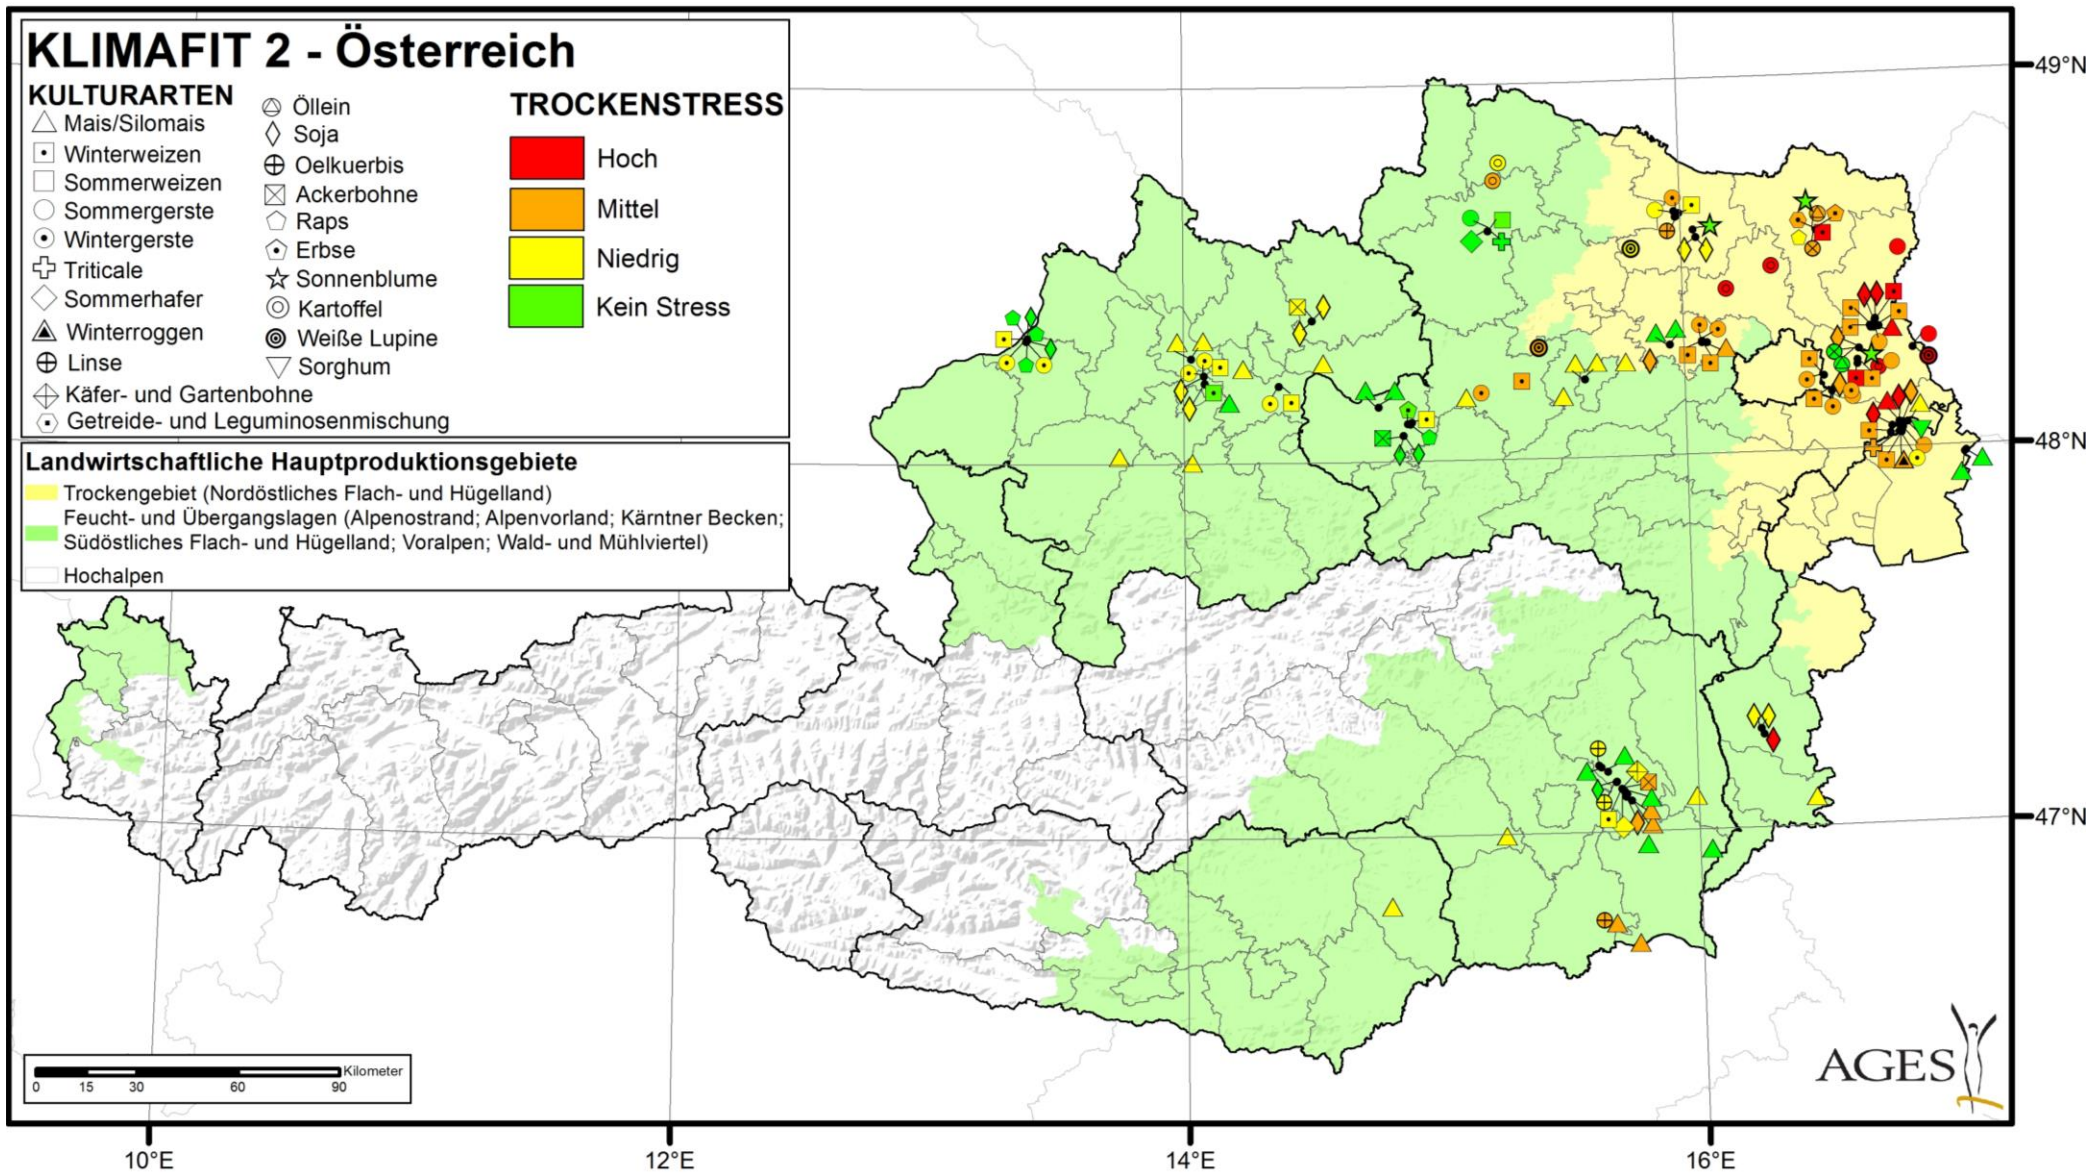 KLIMAFIT 2 - Österreich
KULTURARTEN
Mais/Silomais
Winterweizen
Sommerweizen
Sommergerste
Wintergerste
Triticale
Sommerhafer
Winterroggen
Linse
Käfer- und Gartenbohne
Getreide- und Leguminosenmischung
Öllein
Soja
Oelkuerbis
Ackerbohne
Raps
Erbse
Sonnenblume
Kartoffel
Weiße Lupine
Sorghum
TROCKENSTRESS
Hoch
Mittel
Niedrig
Kein Stress
Landwirtschaftliche Hauptproduktionsgebiete
Trockengebiet (Nordöstliches Flach- und Hügelland)
Feucht- und Übergangslagen (Alpenostrand; Alpenvorland; Kärntner Becken;
Südöstliches Flach- und Hügelland; Voralpen; Wald- und Mühlviertel)
Hochalpen
49°N
48°N
47°N
Kilometer
0 15 30 60 90
AGES
10°E 12°E 14°E 16°E